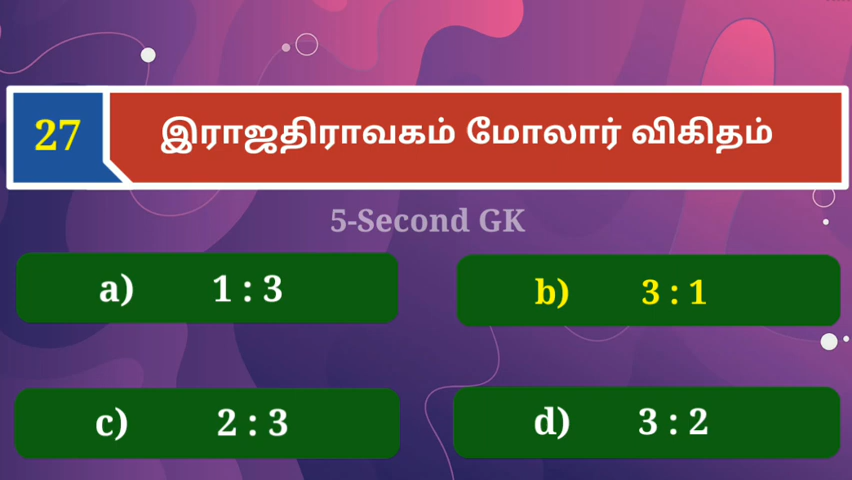 27 இராஜதிராவகம் மோலார் விகிதம்
5-Second GK
a) 1 : 3 b) 3 : 1
c) 2 : 3 d) 3 : 2